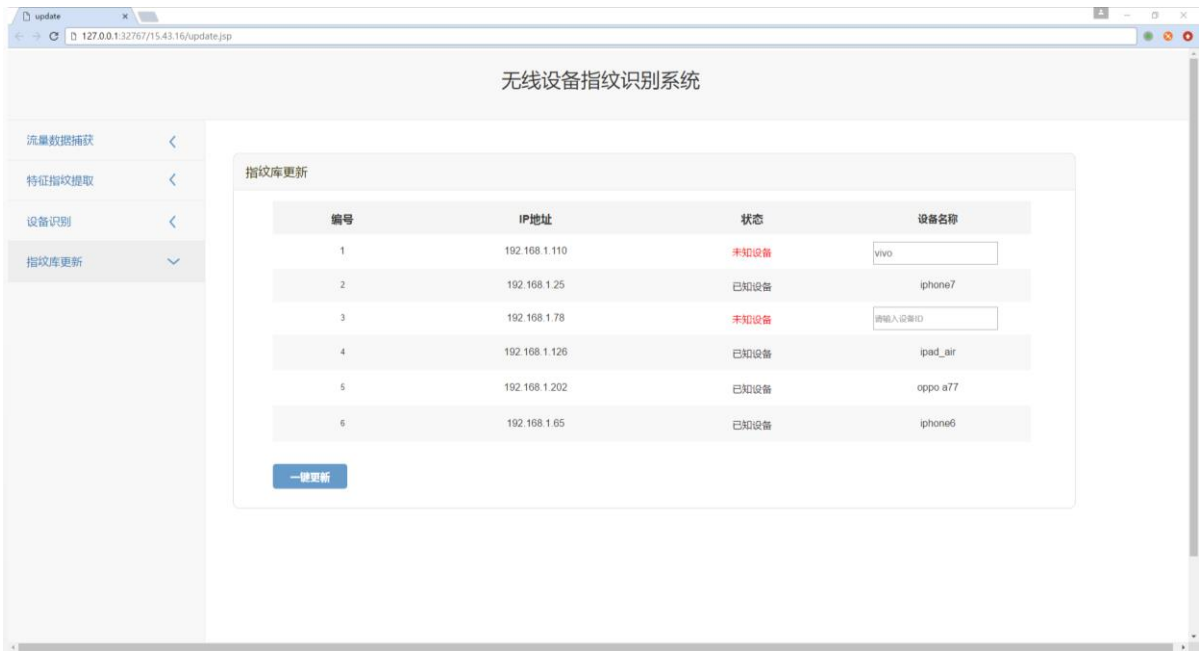 update
127.0.0.1:32767/15.43.16/update.jsp
无线设备指纹识别系统
流量数据捕获
特征指纹提取
设备识别
指纹库更新
指纹库更新
编号 IP地址 状态 设备名称
1 192.168.1.110 未知设备 vivo
2 192.168.1.25 已知设备 iphone7
3 192.168.1.78 未知设备 请输入设备ID
4 192.168.1.126 已知设备 ipad_air
5 192.168.1.202 已知设备 oppo a77
6 192.168.1.65 已知设备 iphone6
一键更新